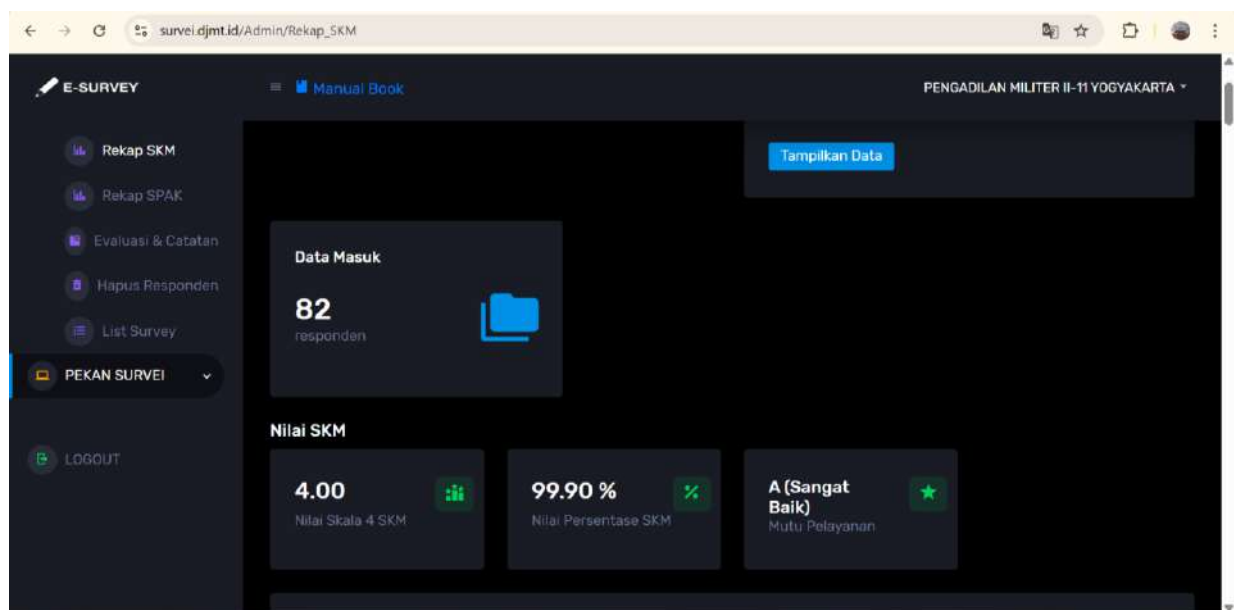 survei.djmt.id/Admin/Rekap_SKM
E-SURVEY
Manual Book
PENGADILAN MILITER II-11 YOGYAKARTA
Rekap SKM
Rekap SPAK
Evaluasi & Catatan
Hapus Responden
List Survey
PEKAN SURVEI
LOGOUT
Tampilkan Data
Data Masuk
82
responden
Nilai SKM
4.00
Nilai Skala 4 SKM
99.90 %
Nilai Persentase SKM
A (Sangat
Baik)
Mutu Pelayanan